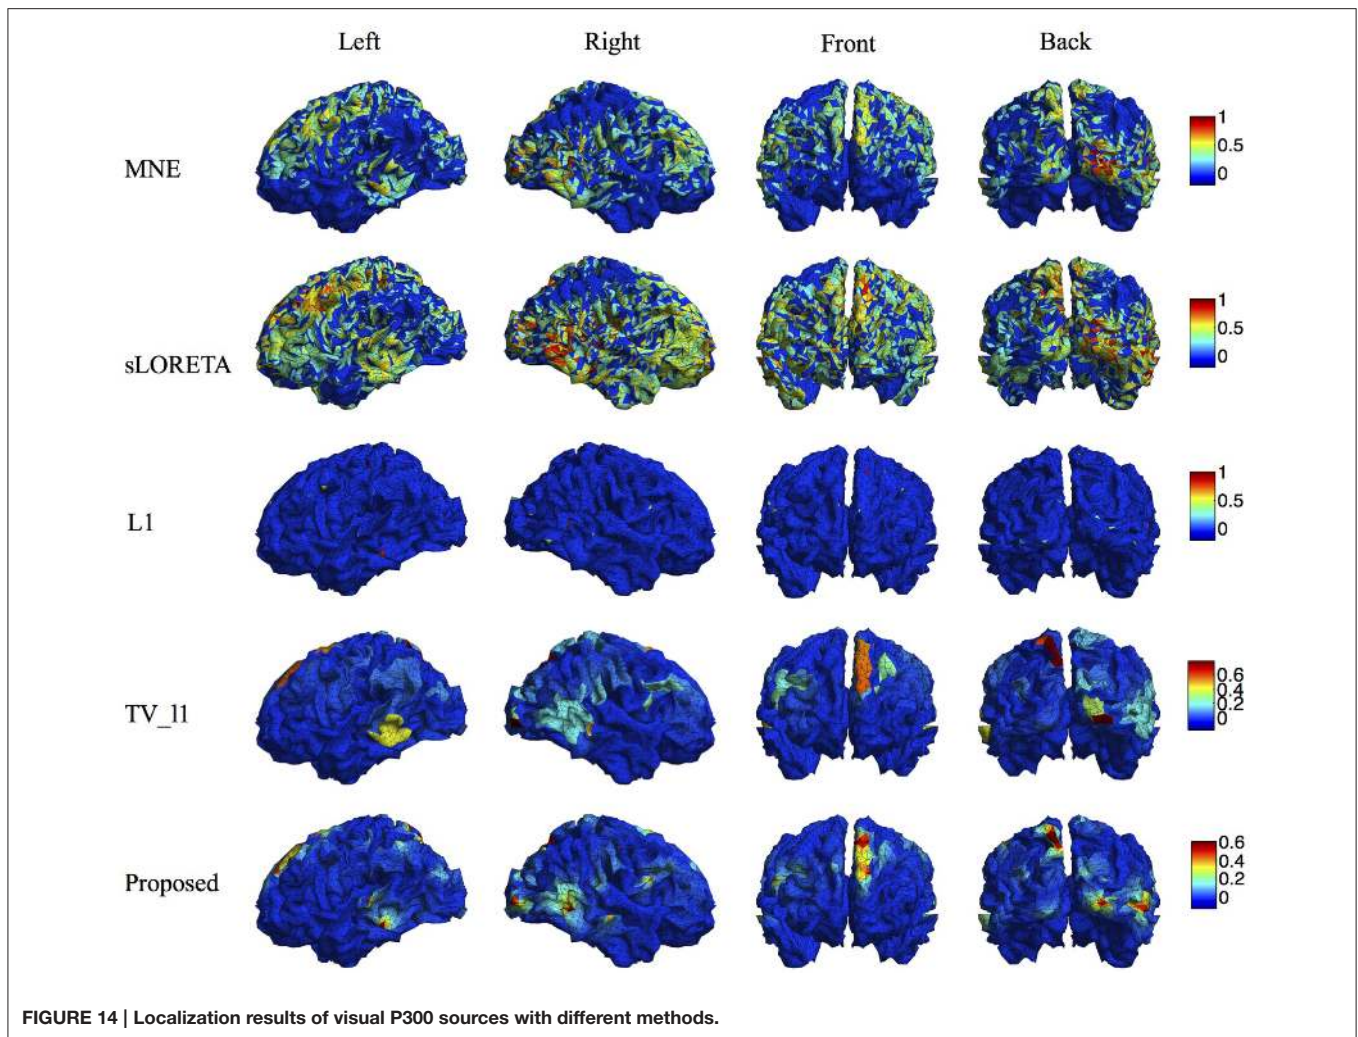 Left Right Front Back
MNE
1
0.5
0
sLORETA
1
0.5
0
L1
1
0.5
0
TV_l1
0.6
0.4
0.2
0
Proposed
0.6
0.4
0.2
0
FIGURE 14 | Localization results of visual P300 sources with different methods.